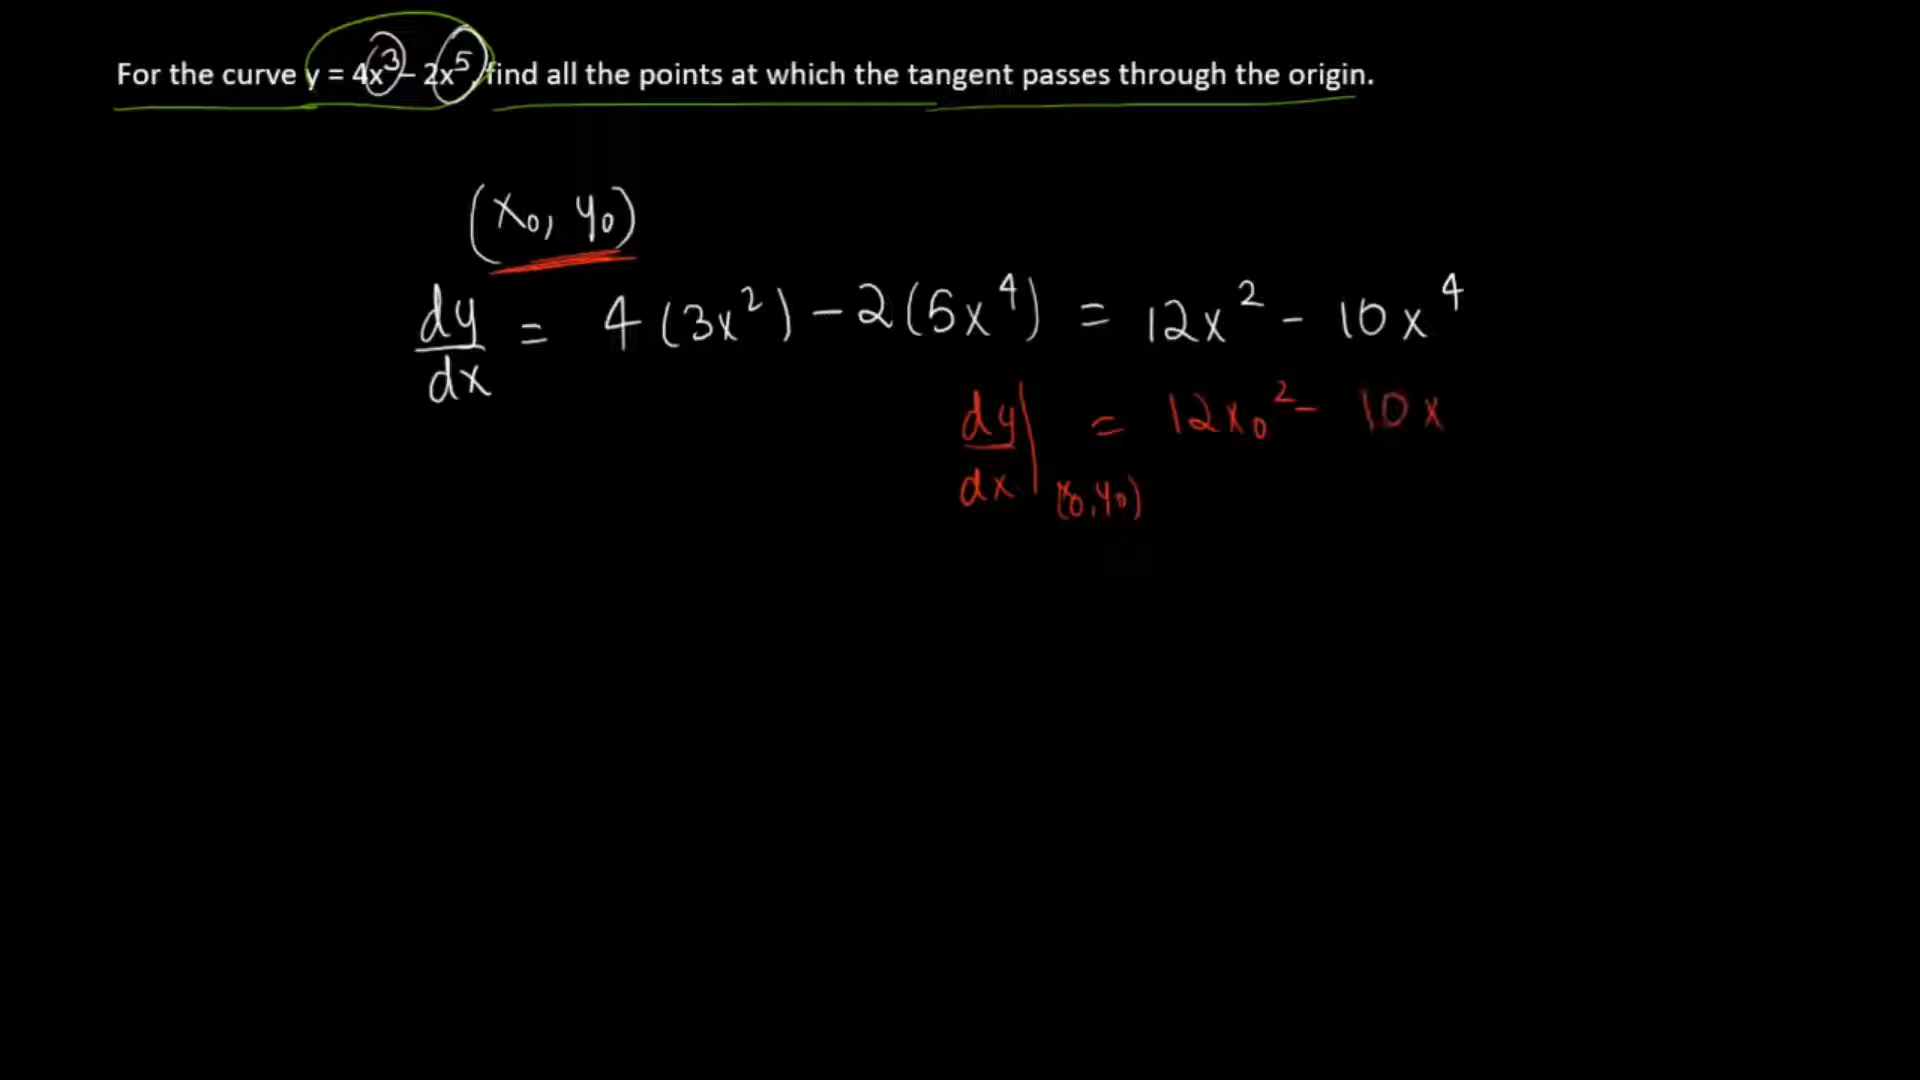 For the curve y = 4x³ – 2x⁵, find all the points at which the tangent passes through the origin.
(x₀, y₀)
dy/dx = 4(3x²) – 2(5x⁴) = 12x² – 10x⁴
dy/dx|(x₀, y₀) = 12x₀² – 10x